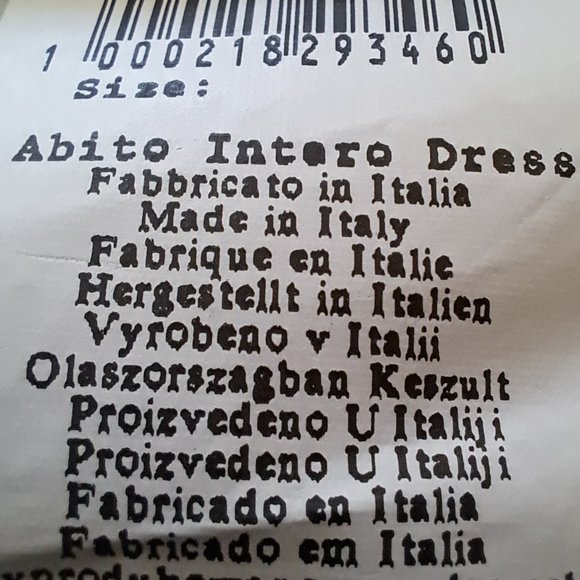 1 000218293460
Size:
Abito Intero Dress
Fabbricato in Italia
Made in Italy
Fabrique en Italie
Hergestellt in Italien
Vyrobeno v Italii
Olaszorszagban Keszult
Proizvedeno U Italiji
Proizvedeno U Italiji
Fabricado en Italia
Fabricado em Italia